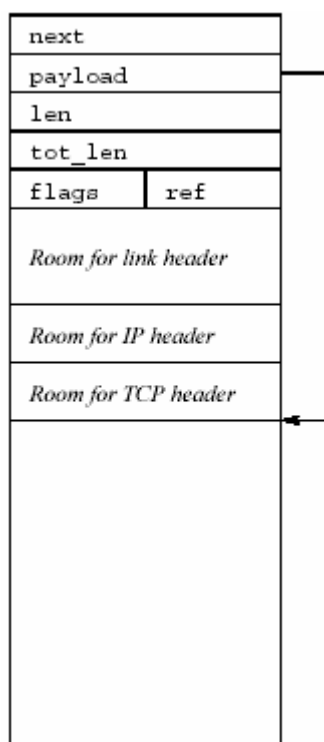 next
payload
len
tot_len
flags ref
Room for link header
Room for IP header
Room for TCP header